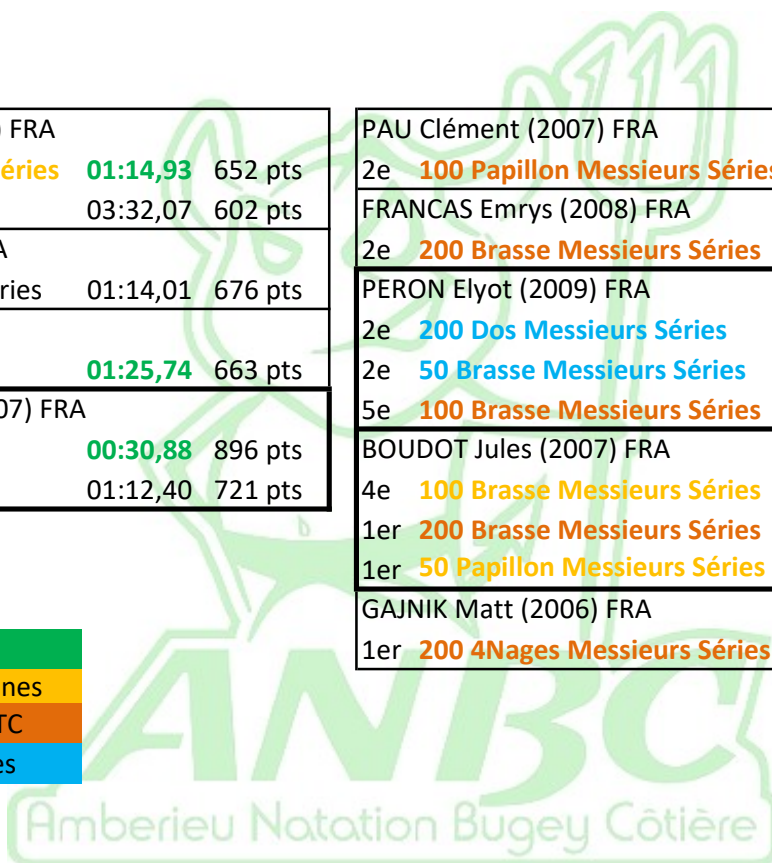 ) FRA
éries 01:14,93 652 pts
03:32,07 602 pts
A
ries 01:14,01 676 pts
01:25,74 663 pts
07) FRA
00:30,88 896 pts
01:12,40 721 pts
nes
TC
es
PAU Clément (2007) FRA
2e 100 Papillon Messieurs Séries
FRANCAS Emrys (2008) FRA
2e 200 Brasse Messieurs Séries
PERON Elyot (2009) FRA
2e 200 Dos Messieurs Séries
2e 50 Brasse Messieurs Séries
5e 100 Brasse Messieurs Séries
BOUDOT Jules (2007) FRA
4e 100 Brasse Messieurs Séries
1er 200 Brasse Messieurs Séries
1er 50 Papillon Messieurs Séries
GAJNIK Matt (2006) FRA
1er 200 4Nages Messieurs Séries
ANBC
Amberieu Natation Bugey Côtière